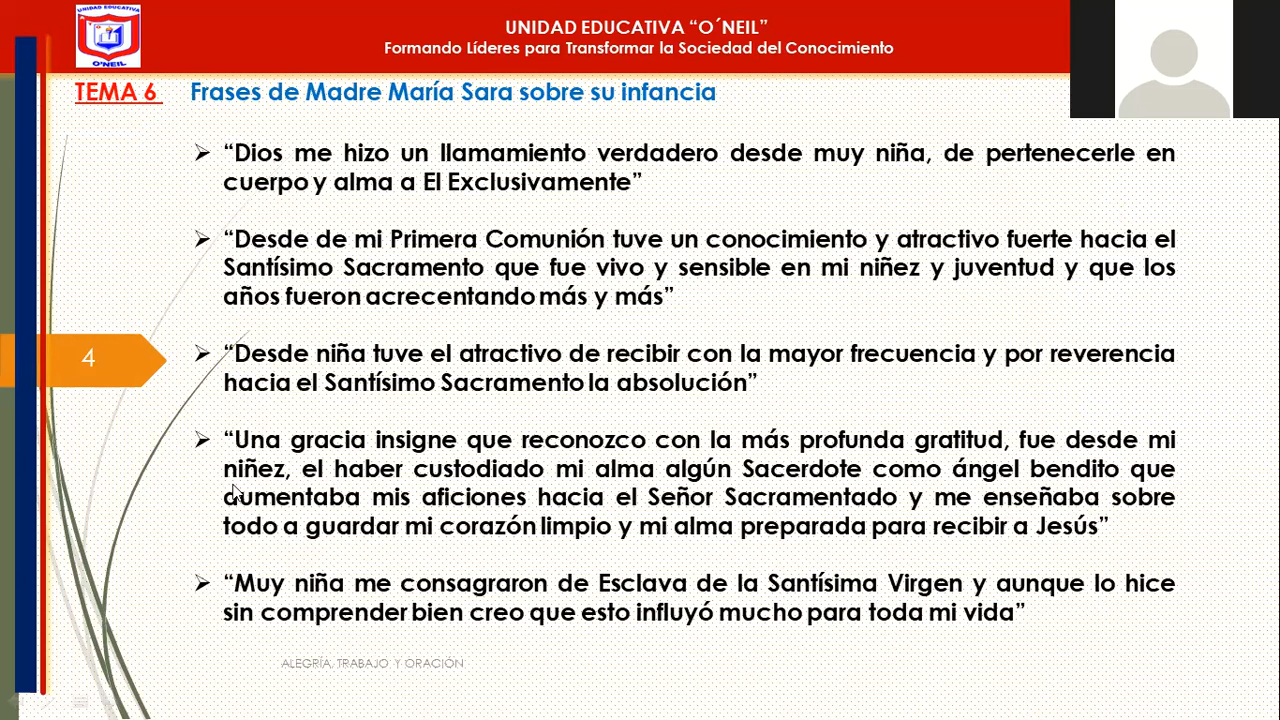 UNIDAD EDUCATIVA
O´NEIL
UNIDAD EDUCATIVA “O´NEIL”
Formando Líderes para Transformar la Sociedad del Conocimiento
TEMA 6 Frases de Madre María Sara sobre su infancia
“Dios me hizo un llamamiento verdadero desde muy niña, de pertenecerle en
cuerpo y alma a El Exclusivamente”
“Desde de mi Primera Comunión tuve un conocimiento y atractivo fuerte hacia el
Santísimo Sacramento que fue vivo y sensible en mi niñez y juventud y que los
años fueron acrecentando más y más”
4
“Desde niña tuve el atractivo de recibir con la mayor frecuencia y por reverencia
hacia el Santísimo Sacramento la absolución”
“Una gracia insigne que reconozco con la más profunda gratitud, fue desde mi
niñez, el haber custodiado mi alma algún Sacerdote como ángel bendito que
aumentaba mis aficiones hacia el Señor Sacramentado y me enseñaba sobre
todo a guardar mi corazón limpio y mi alma preparada para recibir a Jesús”
“Muy niña me consagraron de Esclava de la Santísima Virgen y aunque lo hice
sin comprender bien creo que esto influyó mucho para toda mi vida”
ALEGRÍA, TRABAJO Y ORACIÓN